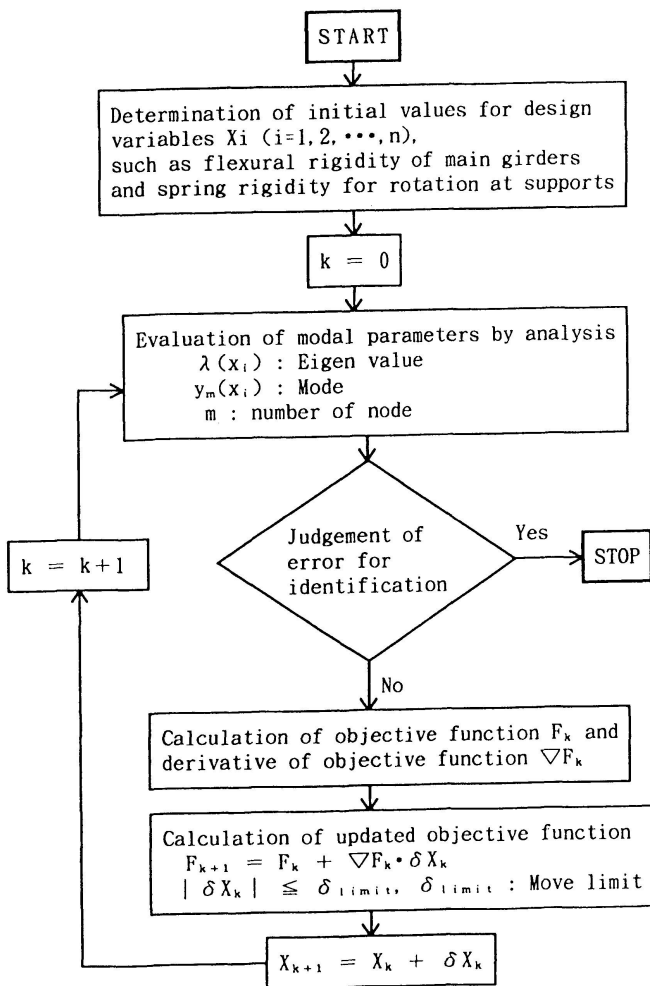 START
Determination of initial values for design
variables Xi (i=1, 2, •••, n),
such as flexural rigidity of main girders
and spring rigidity for rotation at supports
k = 0
Evaluation of modal parameters by analysis
λ(xᵢ) : Eigen value
yₘ(xᵢ) : Mode
m : number of node
Judgement of
error for
identification
Yes
STOP
No
k = k+1
Calculation of objective function Fₖ and
derivative of objective function ▽Fₖ
Calculation of updated objective function
Fₖ₊₁ = Fₖ + ▽Fₖ•δXₖ
| δXₖ | ≦ δₗᵢₘᵢₜ, δₗᵢₘᵢₜ : Move limit
Xₖ₊₁ = Xₖ + δXₖ